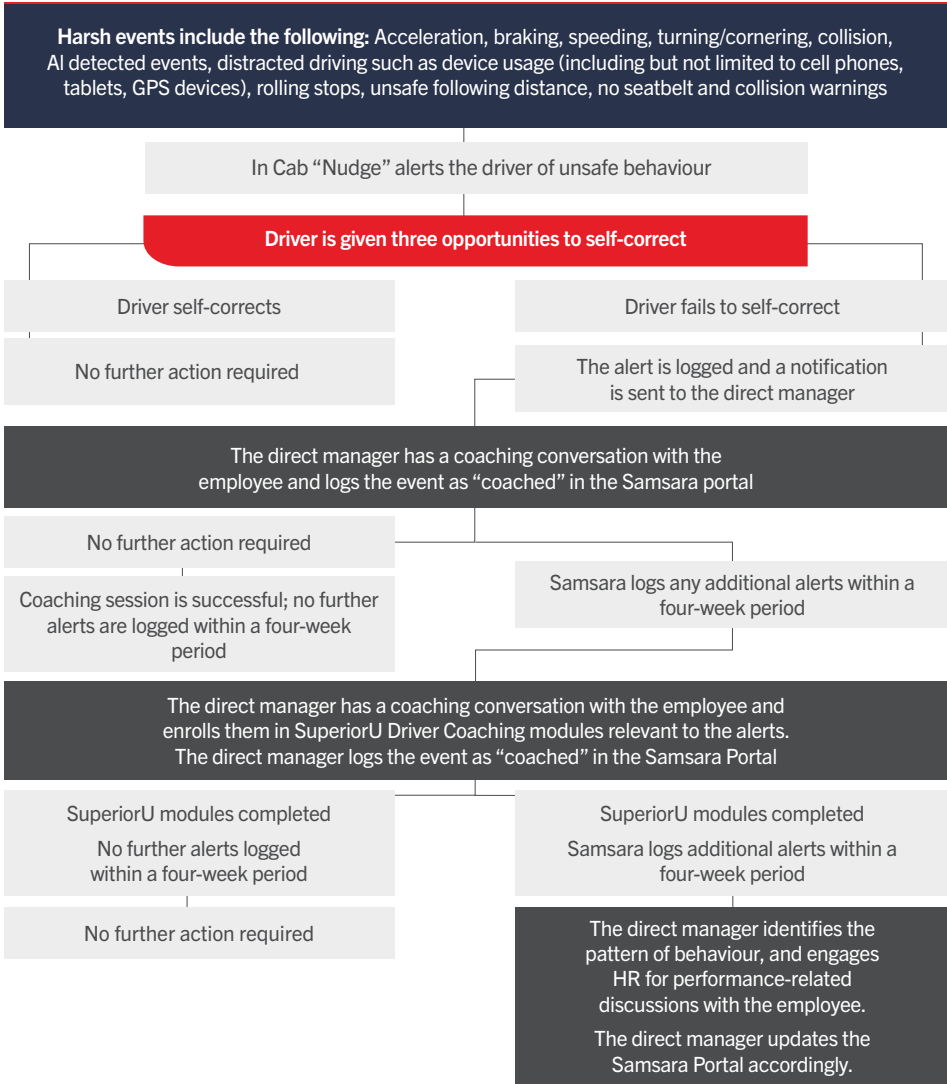 Harsh events include the following: Acceleration, braking, speeding, turning/cornering, collision,
AI detected events, distracted driving such as device usage (including but not limited to cell phones,
tablets, GPS devices), rolling stops, unsafe following distance, no seatbelt and collision warnings
In Cab “Nudge” alerts the driver of unsafe behaviour
Driver is given three opportunities to self-correct
Driver self-corrects
Driver fails to self-correct
No further action required
The alert is logged and a notification
is sent to the direct manager
The direct manager has a coaching conversation with the
employee and logs the event as “coached” in the Samsara portal
No further action required
Coaching session is successful; no further
alerts are logged within a four-week
period
Samsara logs any additional alerts within a
four-week period
The direct manager has a coaching conversation with the employee and
enrolls them in SuperiorU Driver Coaching modules relevant to the alerts.
The direct manager logs the event as “coached” in the Samsara Portal
SuperiorU modules completed
No further alerts logged
within a four-week period
No further action required
SuperiorU modules completed
Samsara logs additional alerts within a
four-week period
The direct manager identifies the
pattern of behaviour, and engages
HR for performance-related
discussions with the employee.
The direct manager updates the
Samsara Portal accordingly.